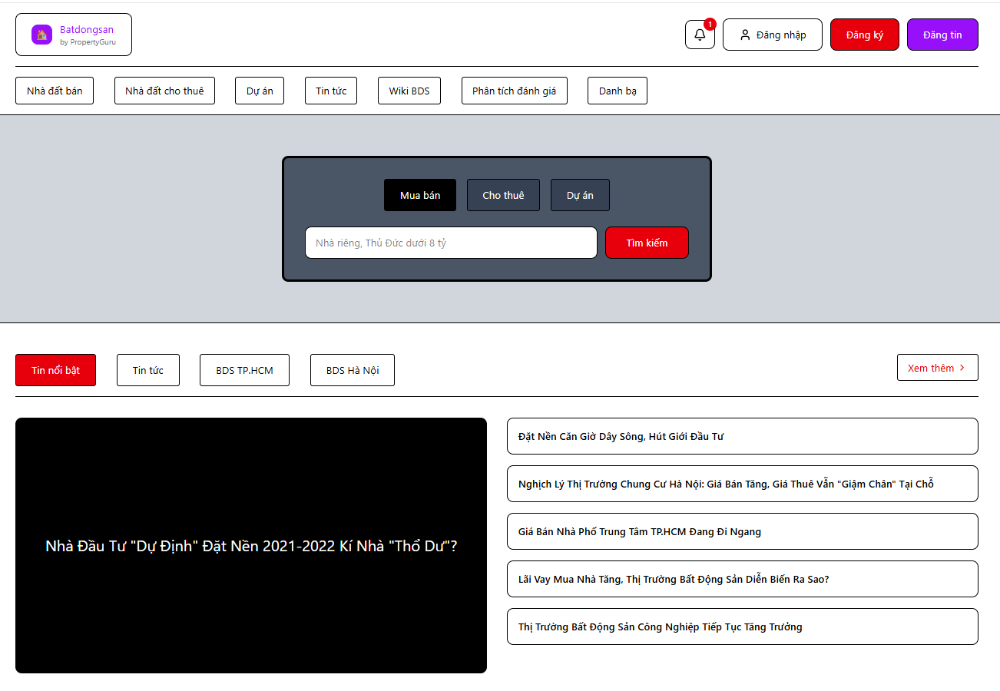 Batdongsan
by PropertyGuru
1
Đăng nhập
Đăng ký
Đăng tin
Nhà đất bán
Nhà đất cho thuê
Dự án
Tin tức
Wiki BDS
Phân tích đánh giá
Danh bạ
Mua bán
Cho thuê
Dự án
Nhà riêng, Thủ Đức dưới 8 tỷ
Tìm kiếm
Tin nổi bật
Tin tức
BDS TP.HCM
BDS Hà Nội
Xem thêm
Nhà Đầu Tư "Dự Định" Đặt Nền 2021-2022 Kí Nhà "Thổ Dư"?
Đặt Nền Căn Giờ Dây Sông, Hút Giới Đầu Tư
Nghịch Lý Thị Trường Chung Cư Hà Nội: Giá Bán Tăng, Giá Thuê Vẫn "Giậm Chân" Tại Chỗ
Giá Bán Nhà Phố Trung Tâm TP.HCM Đang Đi Ngang
Lãi Vay Mua Nhà Tăng, Thị Trường Bất Động Sản Diễn Biến Ra Sao?
Thị Trường Bất Động Sản Công Nghiệp Tiếp Tục Tăng Trưởng